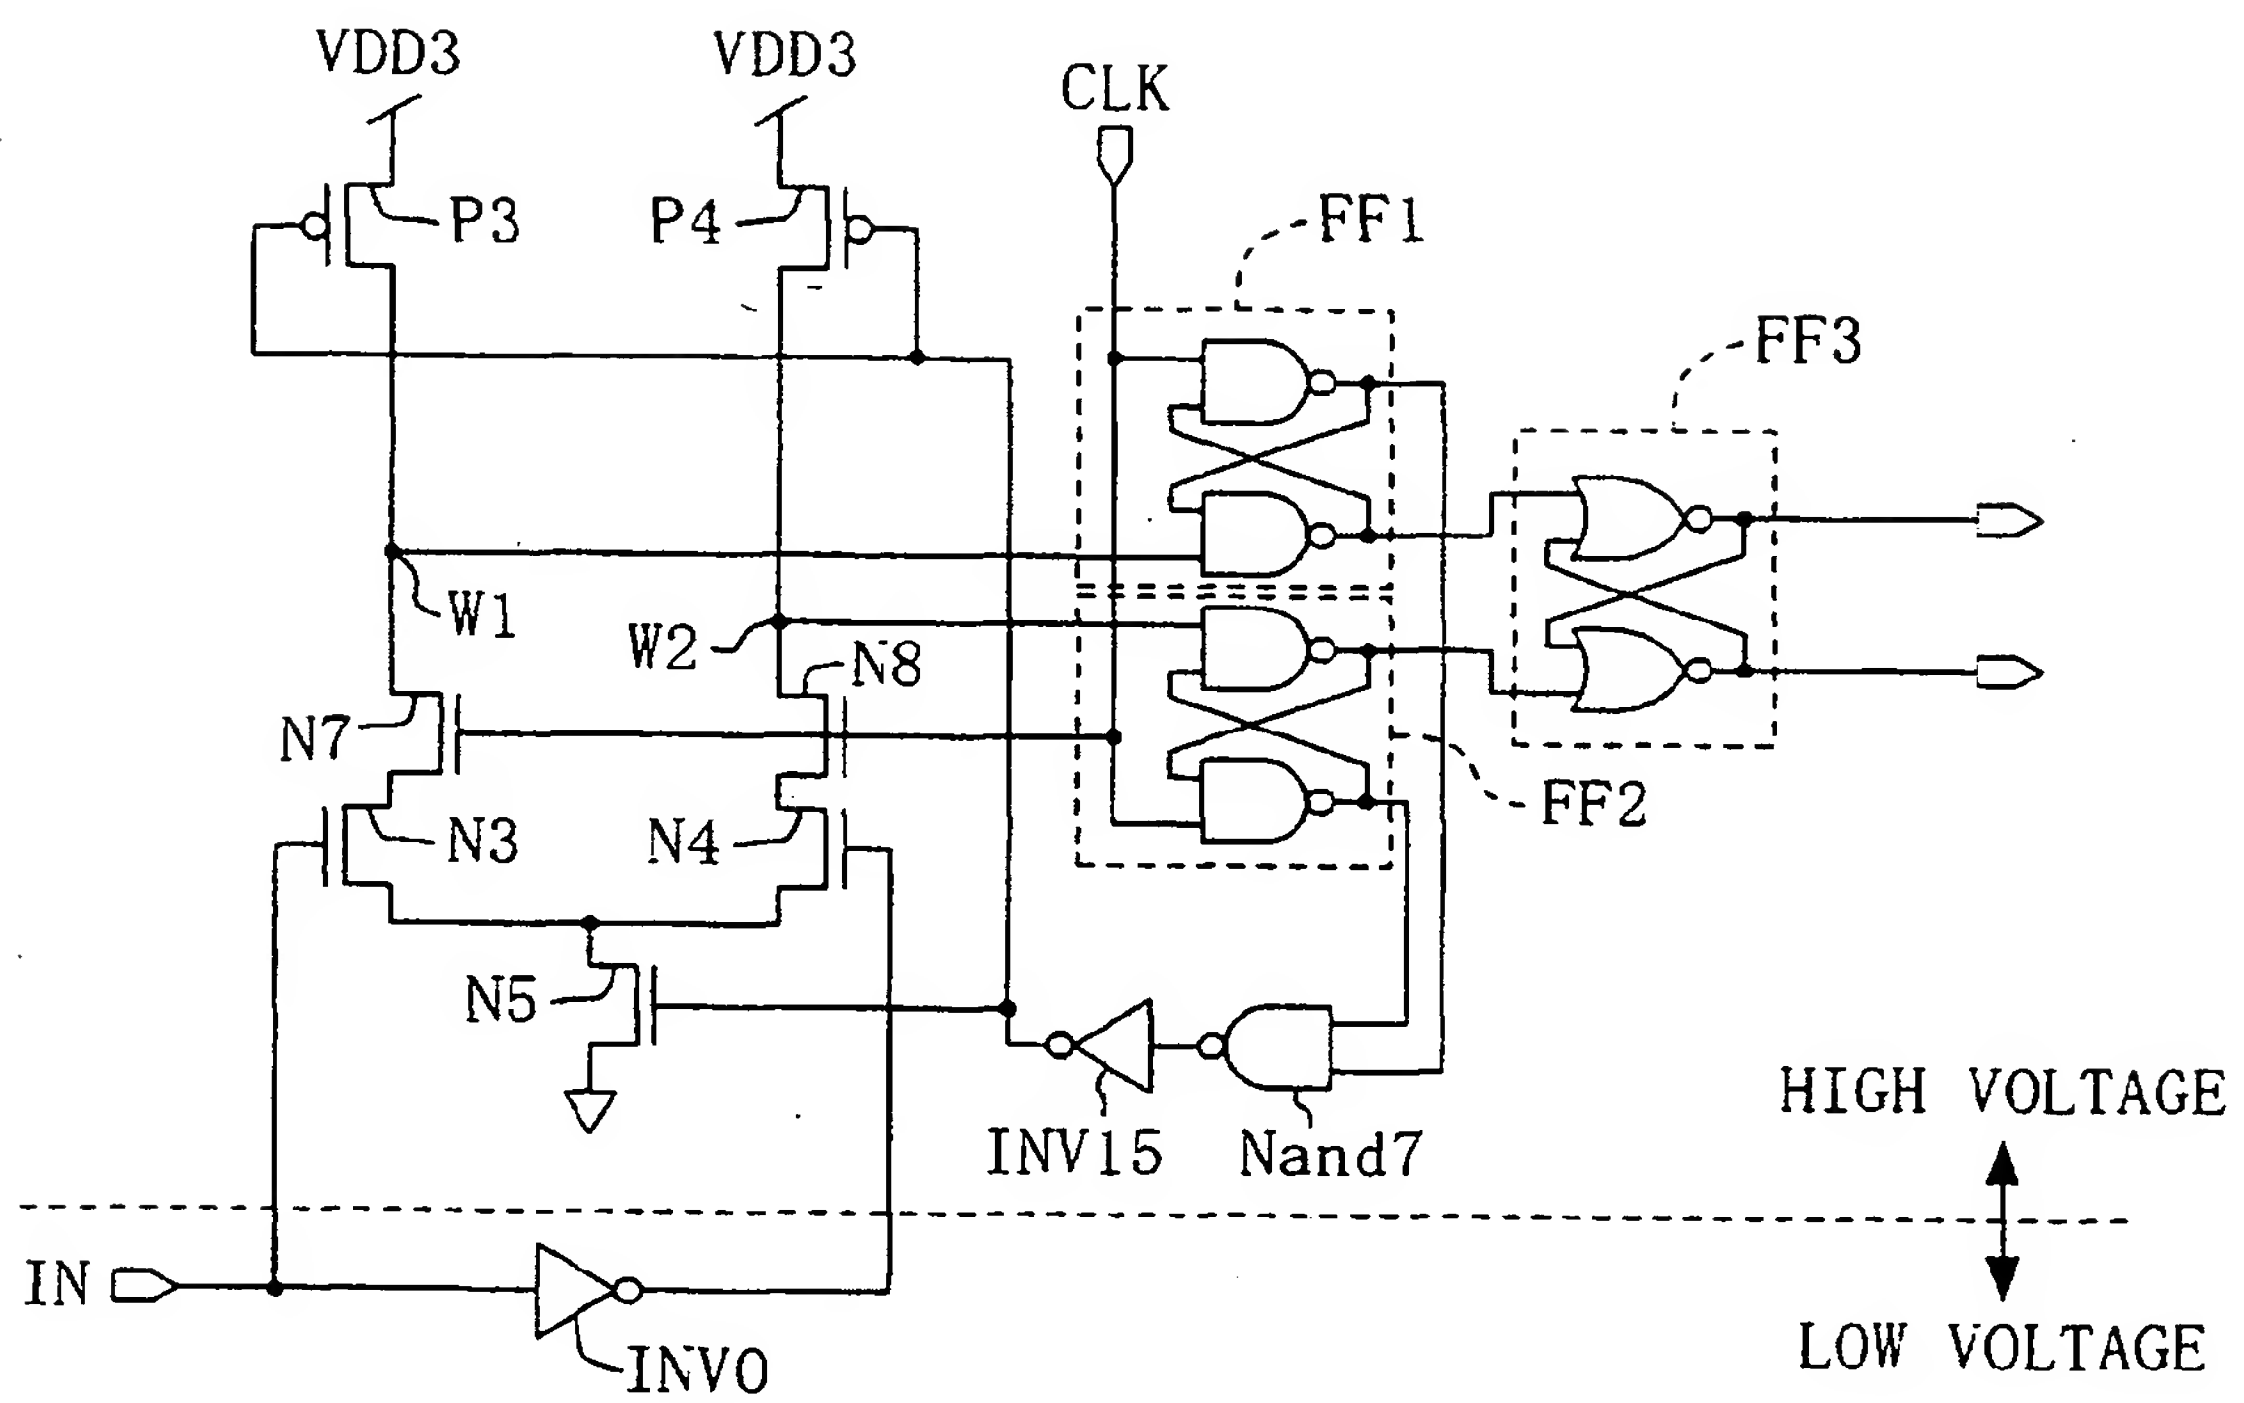 VDD3
VDD3
CLK
P3
P4
FF1
FF3
W1
W2
N8
N7
N3
N4
FF2
N5
INV15
Nand7
HIGH VOLTAGE
IN
INV0
LOW VOLTAGE